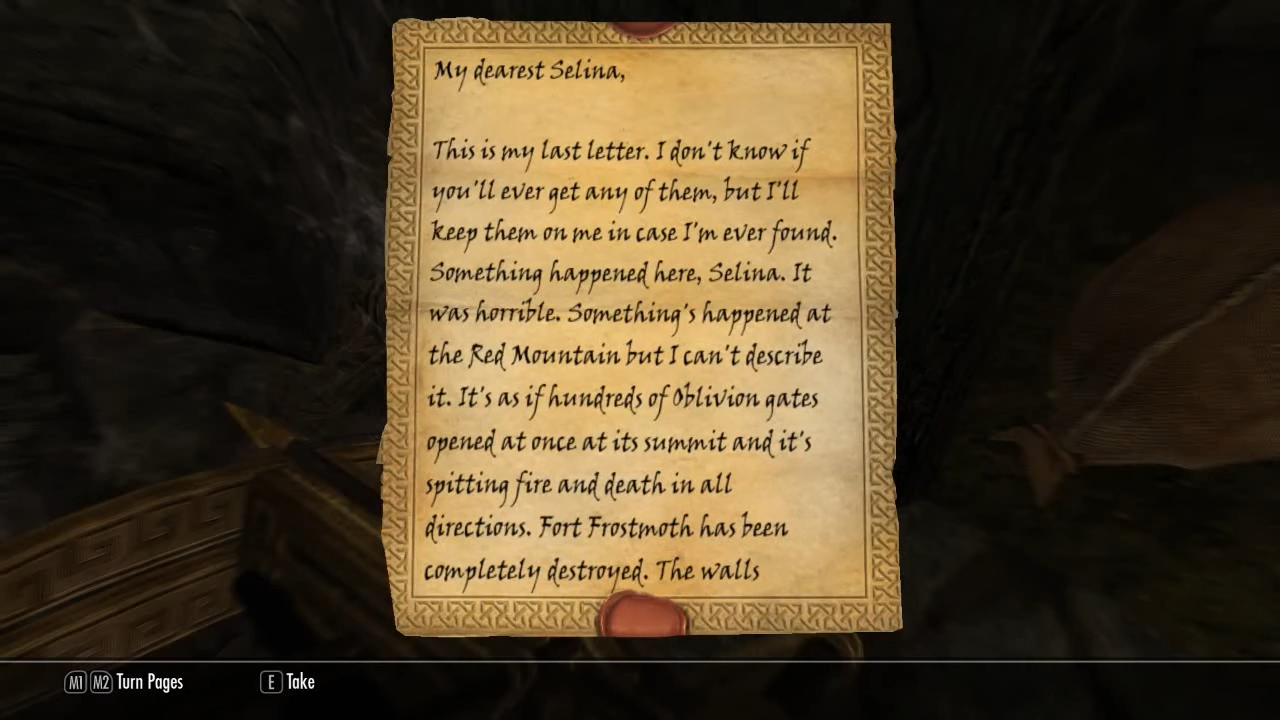 My dearest Selina,
This is my last letter. I don't know if
you'll ever get any of them, but I'll
keep them on me in case I'm ever found.
Something happened here, Selina. It
was horrible. Something's happened at
the Red Mountain but I can't describe
it. It's as if hundreds of Oblivion gates
opened at once at its summit and it's
spitting fire and death in all
directions. Fort Frostmoth has been
completely destroyed. The walls
M1 M2 Turn Pages
E Take